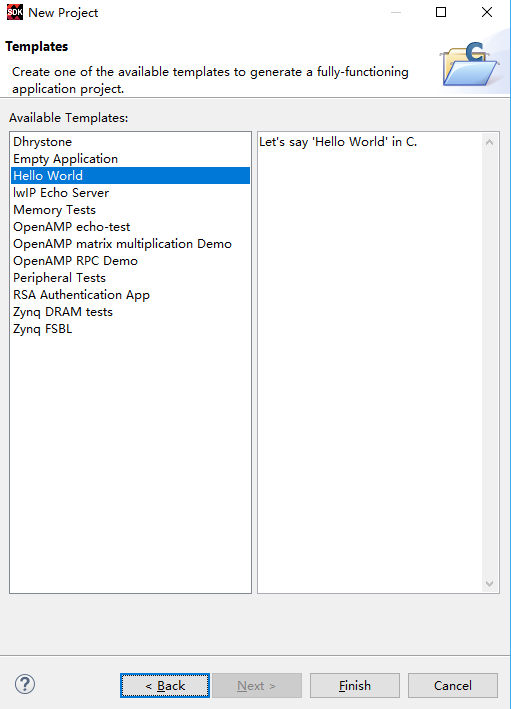 SDK New Project
Templates
Create one of the available templates to generate a fully-functioning
application project.
C
Available Templates:
Dhrystone
Empty Application
Hello World
lwIP Echo Server
Memory Tests
OpenAMP echo-test
OpenAMP matrix multiplication Demo
OpenAMP RPC Demo
Peripheral Tests
RSA Authentication App
Zynq DRAM tests
Zynq FSBL
Let's say 'Hello World' in C.
?
< Back
Next >
Finish
Cancel